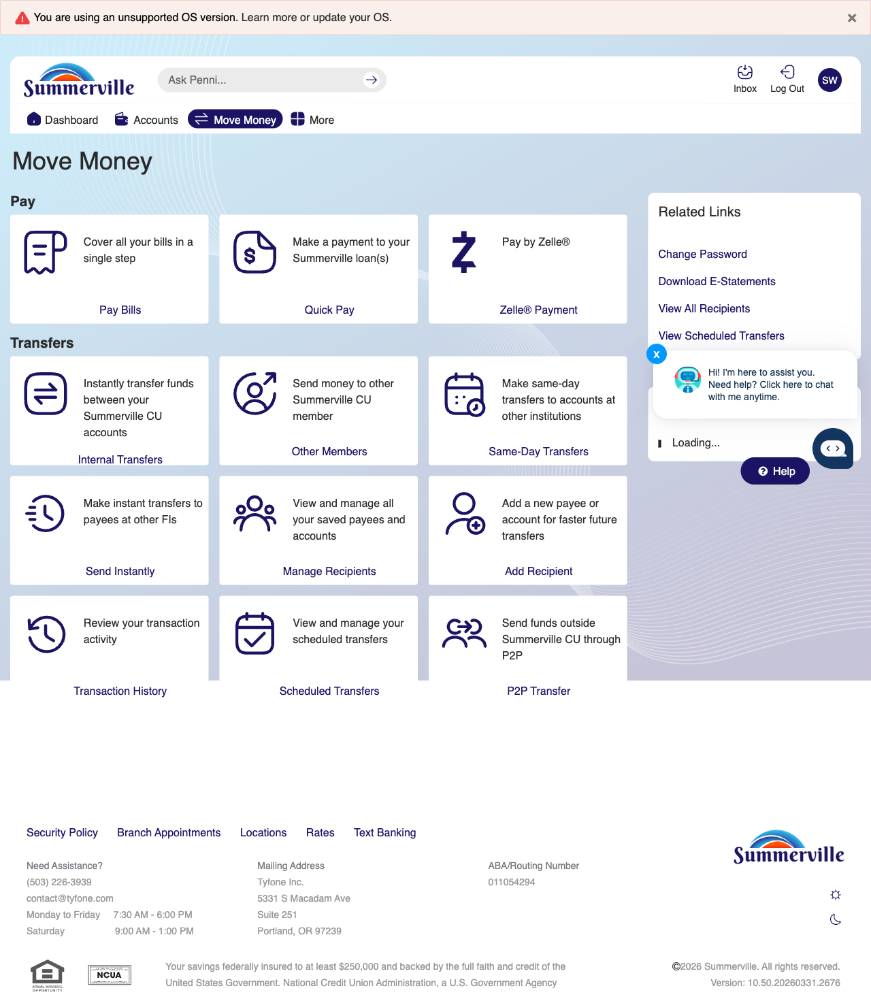 You are using an unsupported OS version. Learn more or update your OS.
Summerville
Ask Penni...
Inbox
Log Out
SW
Dashboard
Accounts
Move Money
More
Move Money
Pay
Cover all your bills in a
single step
Pay Bills
Make a payment to your
Summerville loan(s)
Quick Pay
Pay by Zelle®
Zelle® Payment
Transfers
Instantly transfer funds
between your
Summerville CU
accounts
Internal Transfers
Send money to other
Summerville CU
member
Other Members
Make same-day
transfers to accounts at
other institutions
Same-Day Transfers
Make instant transfers to
payees at other FIs
Send Instantly
View and manage all
your saved payees and
accounts
Manage Recipients
Add a new payee or
account for faster future
transfers
Add Recipient
Review your transaction
activity
Transaction History
View and manage your
scheduled transfers
Scheduled Transfers
Send funds outside
Summerville CU through
P2P
P2P Transfer
Related Links
Change Password
Download E-Statements
View All Recipients
View Scheduled Transfers
X
Hi! I'm here to assist you.
Need help? Click here to chat
with me anytime.
Loading...
Help
Security Policy
Branch Appointments
Locations
Rates
Text Banking
Summerville
Need Assistance?
(503) 226-3939
contact@tyfone.com
Monday to Friday 7:30 AM - 6:00 PM
Saturday 9:00 AM - 1:00 PM
Mailing Address
Tyfone Inc.
5331 S Macadam Ave
Suite 251
Portland, OR 97239
ABA/Routing Number
011054294
EQUAL HOUSING
OPPORTUNITY
NCUA
Your savings federally insured to at least $250,000 and backed by the full faith and credit of the
United States Government. National Credit Union Administration, a U.S. Government Agency
©2026 Summerville. All rights reserved.
Version: 10.50.20260331.2676